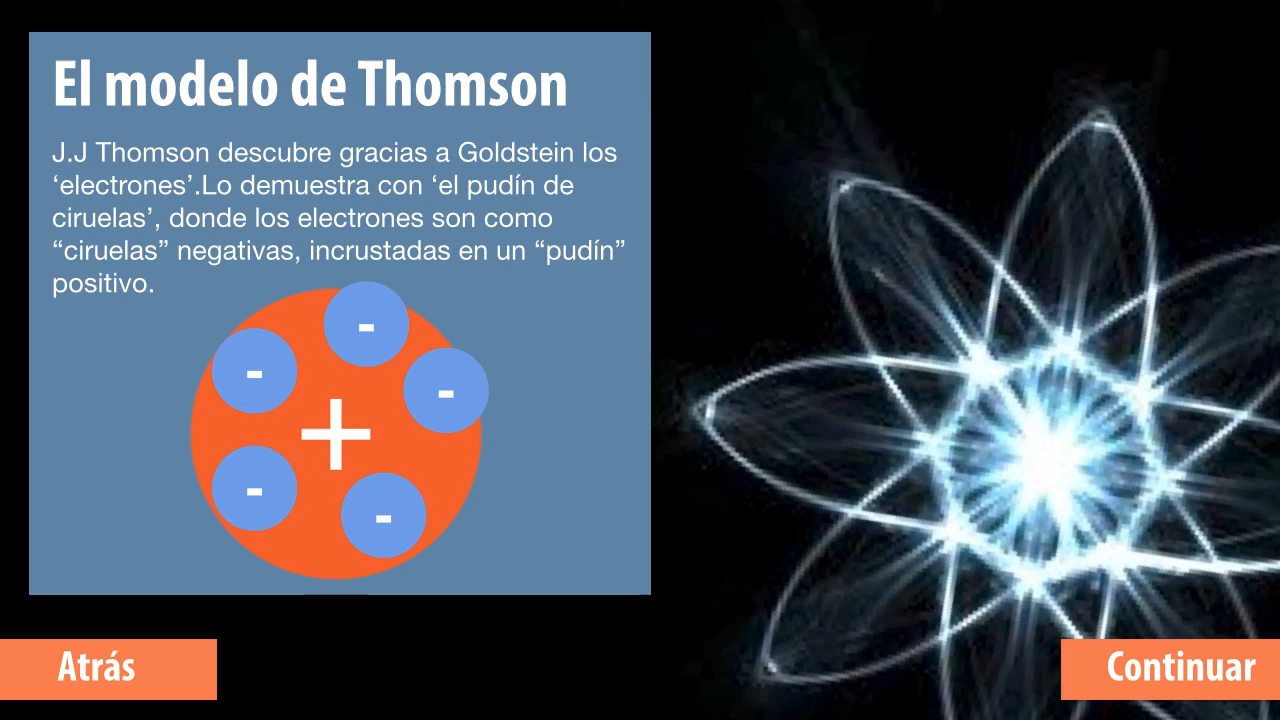 El modelo de Thomson
J.J Thomson descubre gracias a Goldstein los
‘electrones’.Lo demuestra con ‘el pudín de
ciruelas’, donde los electrones son como
“ciruelas” negativas, incrustadas en un “pudín”
positivo.
-
-
-
+
-
-
Atrás
Continuar